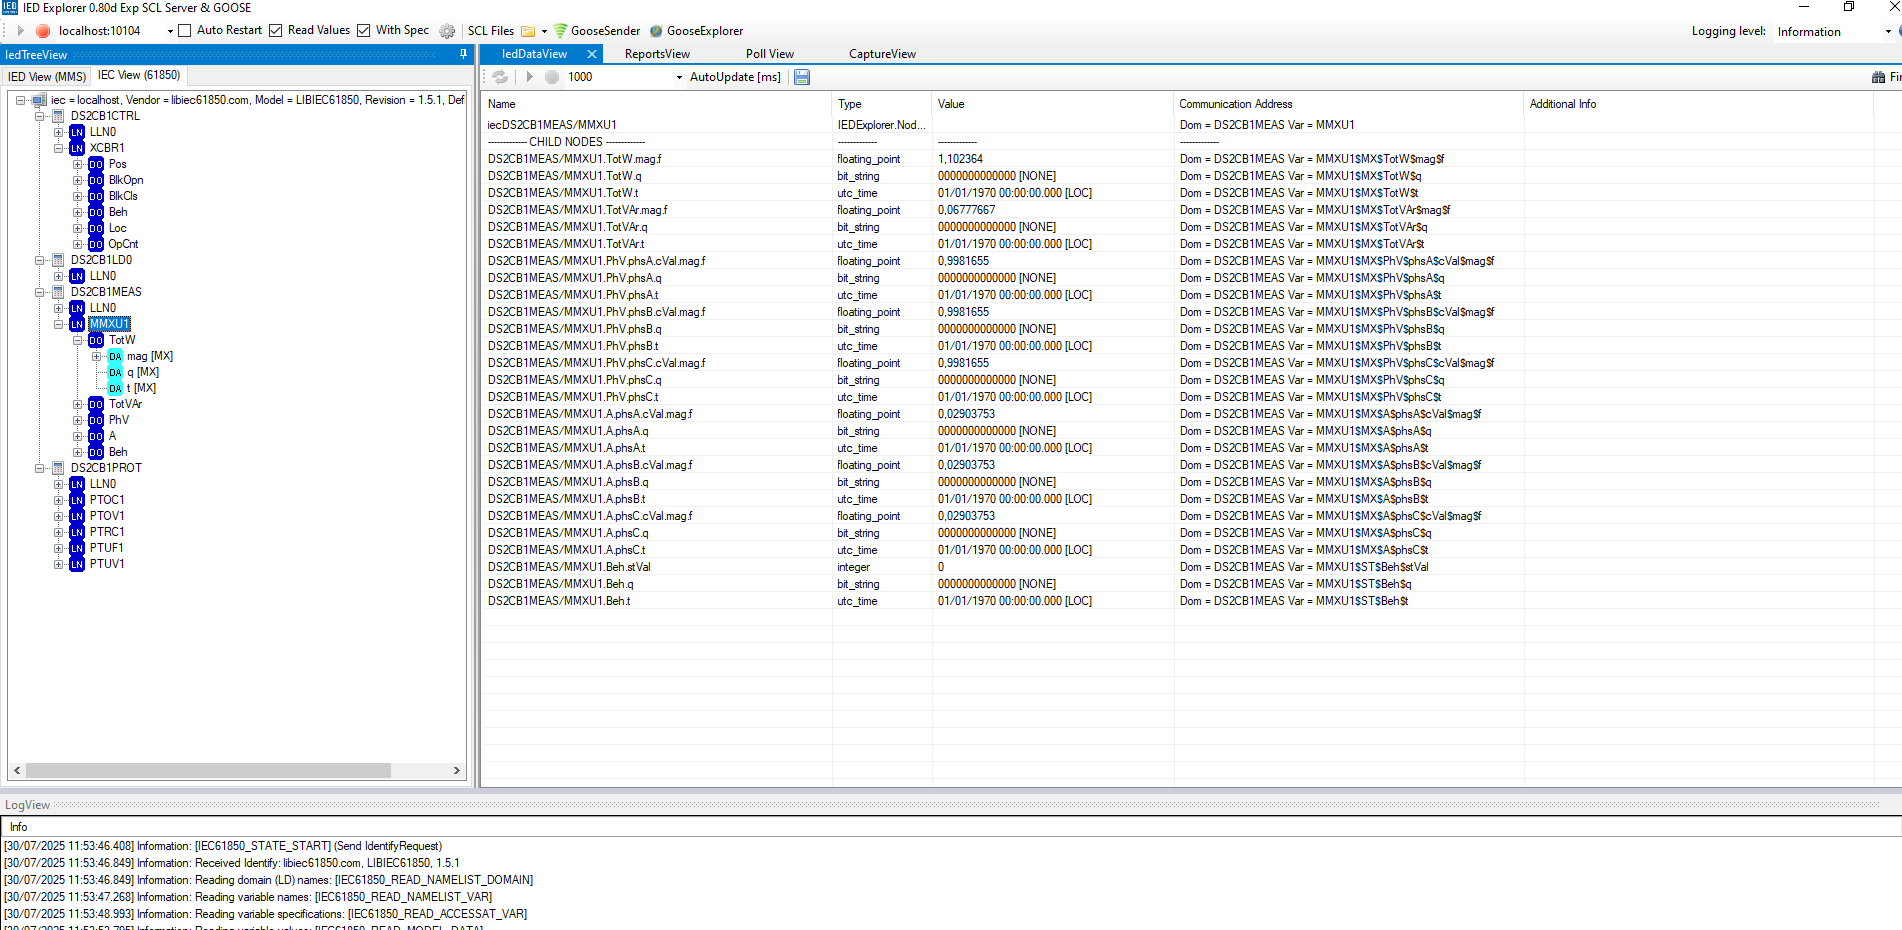 IED Explorer 0.80d Exp SCL Server & GOOSE
localhost:10104 Auto Restart Read Values With Spec SCL Files GooseSender GooseExplorer Logging level: Information
IedTreeView
IED View (MMS) IEC View (61850)
iec = localhost, Vendor = libiec61850.com, Model = LIBIEC61850, Revision = 1.5.1, Def
DS2CB1CTRL
LN LLN0
LN XCBR1
DO Pos
DO BlkOpn
DO BlkCls
DO Beh
DO Loc
DO OpCnt
DS2CB1LD0
LN LLN0
DS2CB1MEAS
LN LLN0
LN MMXU1
DO TotW
DA mag [MX]
DA q [MX]
DA t [MX]
DO TotVAr
DO PhV
DO A
DO Beh
DS2CB1PROT
LN LLN0
LN PTOC1
LN PTOV1
LN PTRC1
LN PTUF1
LN PTUV1
IedDataView ReportsView Poll View CaptureView
1000 AutoUpdate [ms] Fin
Name Type Value Communication Address Additional Info
iecDS2CB1MEAS/MMXU1 IEDExplorer.Nod... Dom = DS2CB1MEAS Var = MMXU1
------------- CHILD NODES ------------- ------------- ------------- -------------
DS2CB1MEAS/MMXU1.TotW.mag.f floating_point 1,102364 Dom = DS2CB1MEAS Var = MMXU1$MX$TotW$mag$f
DS2CB1MEAS/MMXU1.TotW.q bit_string 0000000000000 [NONE] Dom = DS2CB1MEAS Var = MMXU1$MX$TotW$q
DS2CB1MEAS/MMXU1.TotW.t utc_time 01/01/1970 00:00:00.000 [LOC] Dom = DS2CB1MEAS Var = MMXU1$MX$TotW$t
DS2CB1MEAS/MMXU1.TotVAr.mag.f floating_point 0,06777667 Dom = DS2CB1MEAS Var = MMXU1$MX$TotVAr$mag$f
DS2CB1MEAS/MMXU1.TotVAr.q bit_string 0000000000000 [NONE] Dom = DS2CB1MEAS Var = MMXU1$MX$TotVAr$q
DS2CB1MEAS/MMXU1.TotVAr.t utc_time 01/01/1970 00:00:00.000 [LOC] Dom = DS2CB1MEAS Var = MMXU1$MX$TotVAr$t
DS2CB1MEAS/MMXU1.PhV.phsA.cVal.mag.f floating_point 0,9981655 Dom = DS2CB1MEAS Var = MMXU1$MX$PhV$phsA$cVal$mag$f
DS2CB1MEAS/MMXU1.PhV.phsA.q bit_string 0000000000000 [NONE] Dom = DS2CB1MEAS Var = MMXU1$MX$PhV$phsA$q
DS2CB1MEAS/MMXU1.PhV.phsA.t utc_time 01/01/1970 00:00:00.000 [LOC] Dom = DS2CB1MEAS Var = MMXU1$MX$PhV$phsA$t
DS2CB1MEAS/MMXU1.PhV.phsB.cVal.mag.f floating_point 0,9981655 Dom = DS2CB1MEAS Var = MMXU1$MX$PhV$phsB$cVal$mag$f
DS2CB1MEAS/MMXU1.PhV.phsB.q bit_string 0000000000000 [NONE] Dom = DS2CB1MEAS Var = MMXU1$MX$PhV$phsB$q
DS2CB1MEAS/MMXU1.PhV.phsB.t utc_time 01/01/1970 00:00:00.000 [LOC] Dom = DS2CB1MEAS Var = MMXU1$MX$PhV$phsB$t
DS2CB1MEAS/MMXU1.PhV.phsC.cVal.mag.f floating_point 0,9981655 Dom = DS2CB1MEAS Var = MMXU1$MX$PhV$phsC$cVal$mag$f
DS2CB1MEAS/MMXU1.PhV.phsC.q bit_string 0000000000000 [NONE] Dom = DS2CB1MEAS Var = MMXU1$MX$PhV$phsC$q
DS2CB1MEAS/MMXU1.PhV.phsC.t utc_time 01/01/1970 00:00:00.000 [LOC] Dom = DS2CB1MEAS Var = MMXU1$MX$PhV$phsC$t
DS2CB1MEAS/MMXU1.A.phsA.cVal.mag.f floating_point 0,02903753 Dom = DS2CB1MEAS Var = MMXU1$MX$A$phsA$cVal$mag$f
DS2CB1MEAS/MMXU1.A.phsA.q bit_string 0000000000000 [NONE] Dom = DS2CB1MEAS Var = MMXU1$MX$A$phsA$q
DS2CB1MEAS/MMXU1.A.phsA.t utc_time 01/01/1970 00:00:00.000 [LOC] Dom = DS2CB1MEAS Var = MMXU1$MX$A$phsA$t
DS2CB1MEAS/MMXU1.A.phsB.cVal.mag.f floating_point 0,02903753 Dom = DS2CB1MEAS Var = MMXU1$MX$A$phsB$cVal$mag$f
DS2CB1MEAS/MMXU1.A.phsB.q bit_string 0000000000000 [NONE] Dom = DS2CB1MEAS Var = MMXU1$MX$A$phsB$q
DS2CB1MEAS/MMXU1.A.phsB.t utc_time 01/01/1970 00:00:00.000 [LOC] Dom = DS2CB1MEAS Var = MMXU1$MX$A$phsB$t
DS2CB1MEAS/MMXU1.A.phsC.cVal.mag.f floating_point 0,02903753 Dom = DS2CB1MEAS Var = MMXU1$MX$A$phsC$cVal$mag$f
DS2CB1MEAS/MMXU1.A.phsC.q bit_string 0000000000000 [NONE] Dom = DS2CB1MEAS Var = MMXU1$MX$A$phsC$q
DS2CB1MEAS/MMXU1.A.phsC.t utc_time 01/01/1970 00:00:00.000 [LOC] Dom = DS2CB1MEAS Var = MMXU1$MX$A$phsC$t
DS2CB1MEAS/MMXU1.Beh.stVal integer 0 Dom = DS2CB1MEAS Var = MMXU1$ST$Beh$stVal
DS2CB1MEAS/MMXU1.Beh.q bit_string 0000000000000 [NONE] Dom = DS2CB1MEAS Var = MMXU1$ST$Beh$q
DS2CB1MEAS/MMXU1.Beh.t utc_time 01/01/1970 00:00:00.000 [LOC] Dom = DS2CB1MEAS Var = MMXU1$ST$Beh$t
LogView
Info
[30/07/2025 11:53:46.408] Information: [IEC61850_STATE_START] (Send IdentifyRequest)
[30/07/2025 11:53:46.849] Information: Received Identify: libiec61850.com, LIBIEC61850, 1.5.1
[30/07/2025 11:53:46.849] Information: Reading domain (LD) names: [IEC61850_READ_NAMELIST_DOMAIN]
[30/07/2025 11:53:47.268] Information: Reading variable names: [IEC61850_READ_NAMELIST_VAR]
[30/07/2025 11:53:48.993] Information: Reading variable specifications: [IEC61850_READ_ACCESSAT_VAR]
[30/07/2025 11:53:53.795] Information: Reading variable values: [IEC61850_READ_MODEL_DATA]